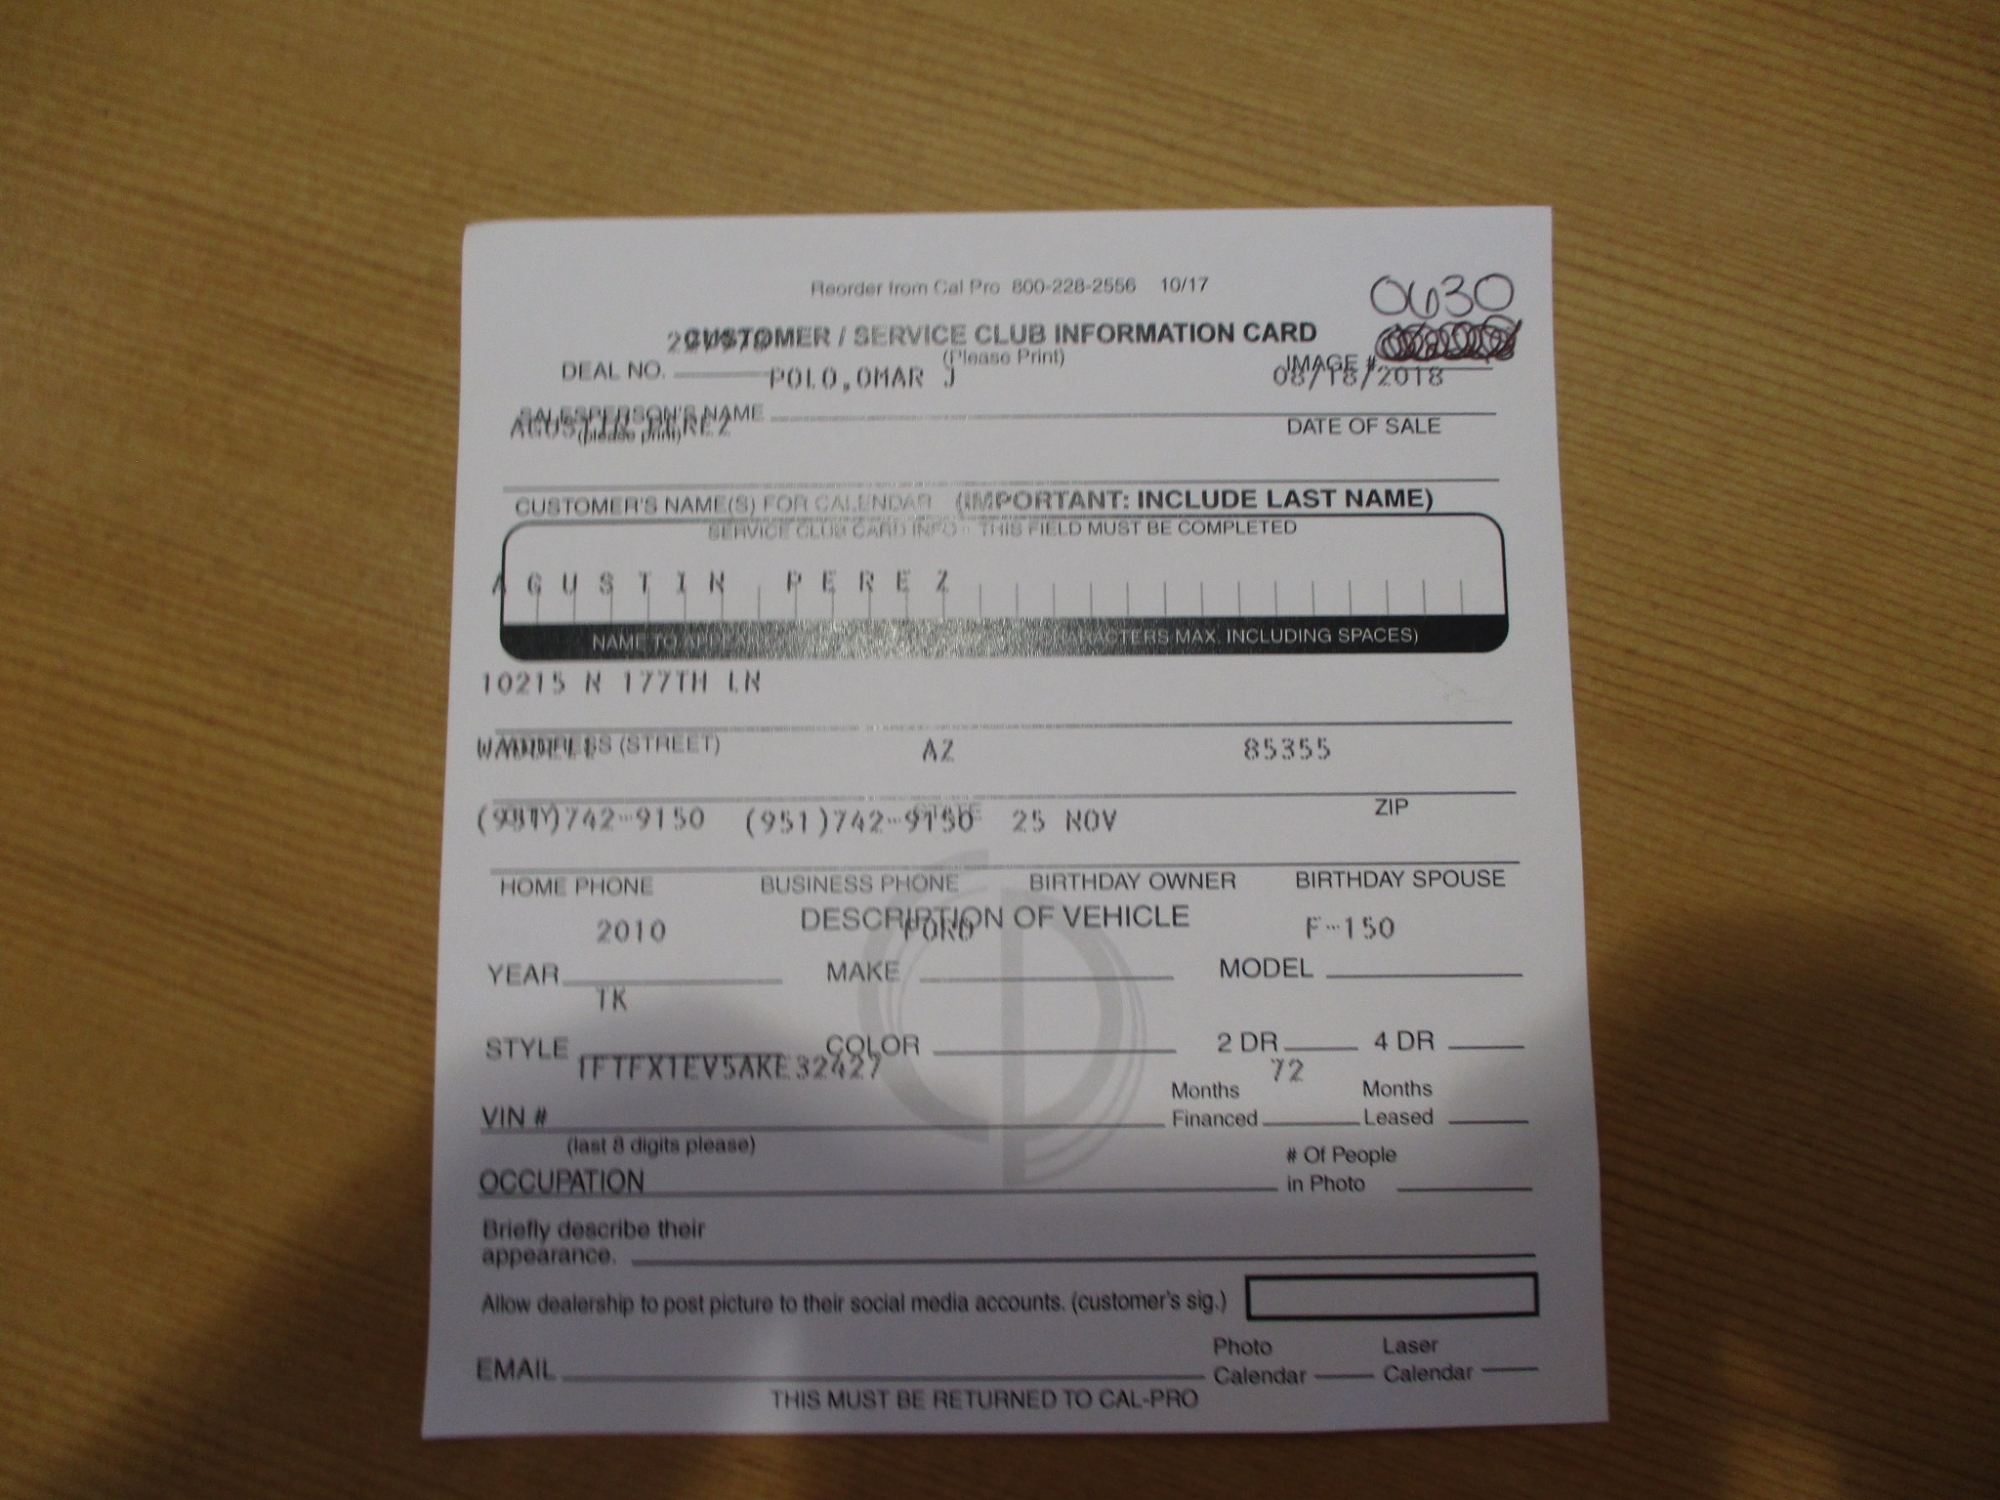 Reorder from Cal Pro 800-228-2556 10/17
0630
CUSTOMER / SERVICE CLUB INFORMATION CARD
(Please Print)
DEAL NO. POLO,OMAR J IMAGE # 08/18/2018
SALESPERSON'S NAME
(please print)
AGUSTIN PEREZ
DATE OF SALE
CUSTOMER'S NAME(S) FOR CALENDAR (IMPORTANT: INCLUDE LAST NAME)
SERVICE CLUB CARD INFO - THIS FIELD MUST BE COMPLETED
AGUSTIN PEREZ
NAME TO APPEAR CHARACTERS MAX. INCLUDING SPACES)
10215 N 177TH LN
ADDRESS (STREET)
WADDELL AZ 85355
CITY STATE ZIP
(951)742-9150 (951)742-9150 25 NOV
HOME PHONE BUSINESS PHONE BIRTHDAY OWNER BIRTHDAY SPOUSE
DESCRIPTION OF VEHICLE
2010 FORD F-150
YEAR MAKE MODEL
TK
STYLE COLOR 2 DR 4 DR
1FTFX1EV5AKE32427 72
VIN # Months Financed Months Leased
(last 8 digits please)
OCCUPATION # Of People in Photo
Briefly describe their
appearance.
Allow dealership to post picture to their social media accounts. (customer's sig.)
EMAIL Photo Calendar Laser Calendar
THIS MUST BE RETURNED TO CAL-PRO